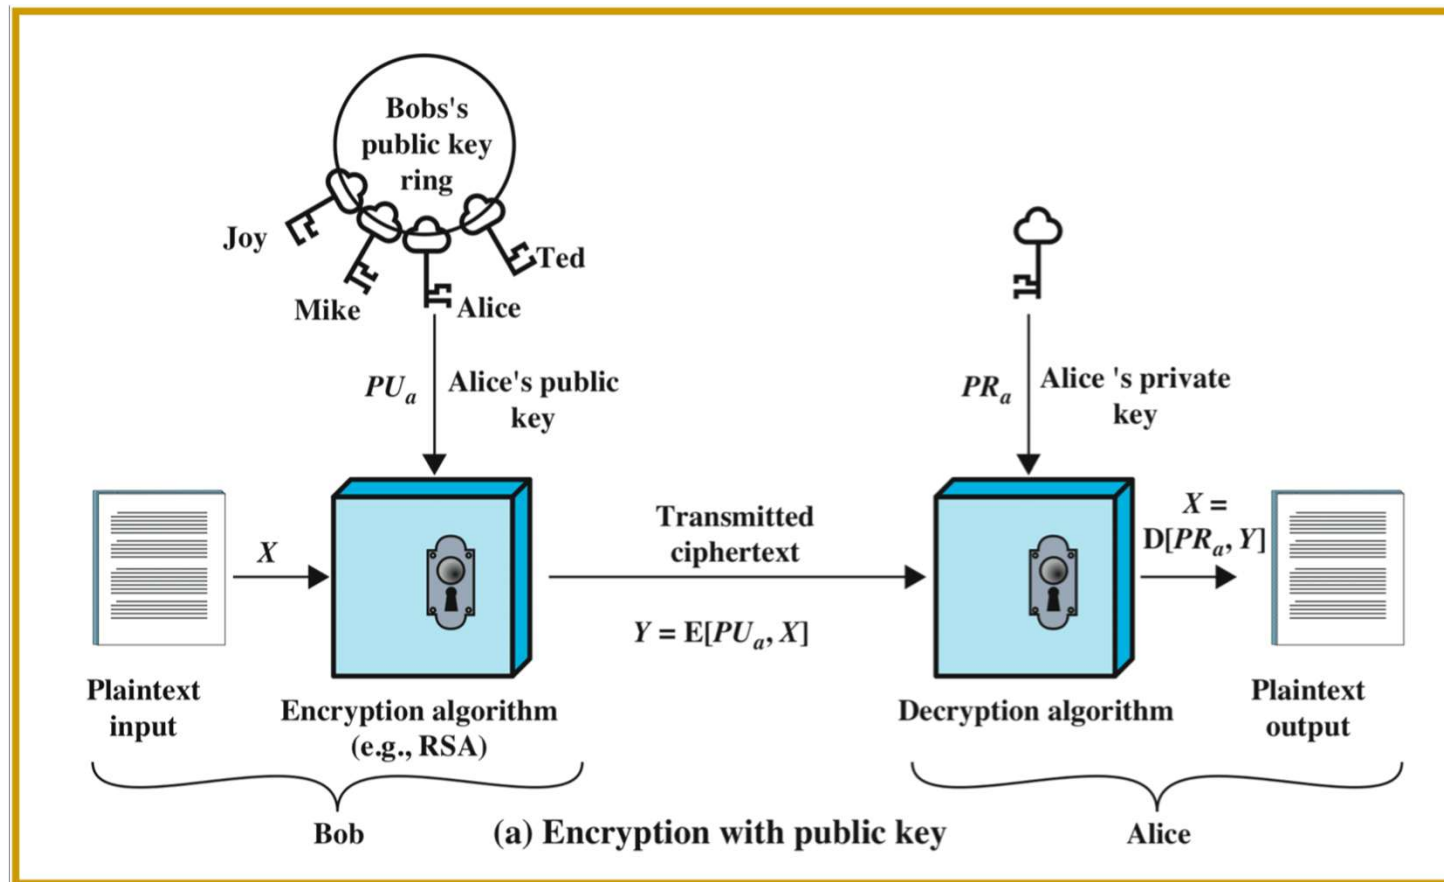 Bobs's
public key
ring
Joy
Ted
Mike
Alice
PUa
Alice's public
key
PRa
Alice 's private
key
X
Transmitted
ciphertext
X =
D[PRa, Y]
Y = E[PUa, X]
Plaintext
input
Encryption algorithm
(e.g., RSA)
Decryption algorithm
Plaintext
output
Bob
(a) Encryption with public key
Alice